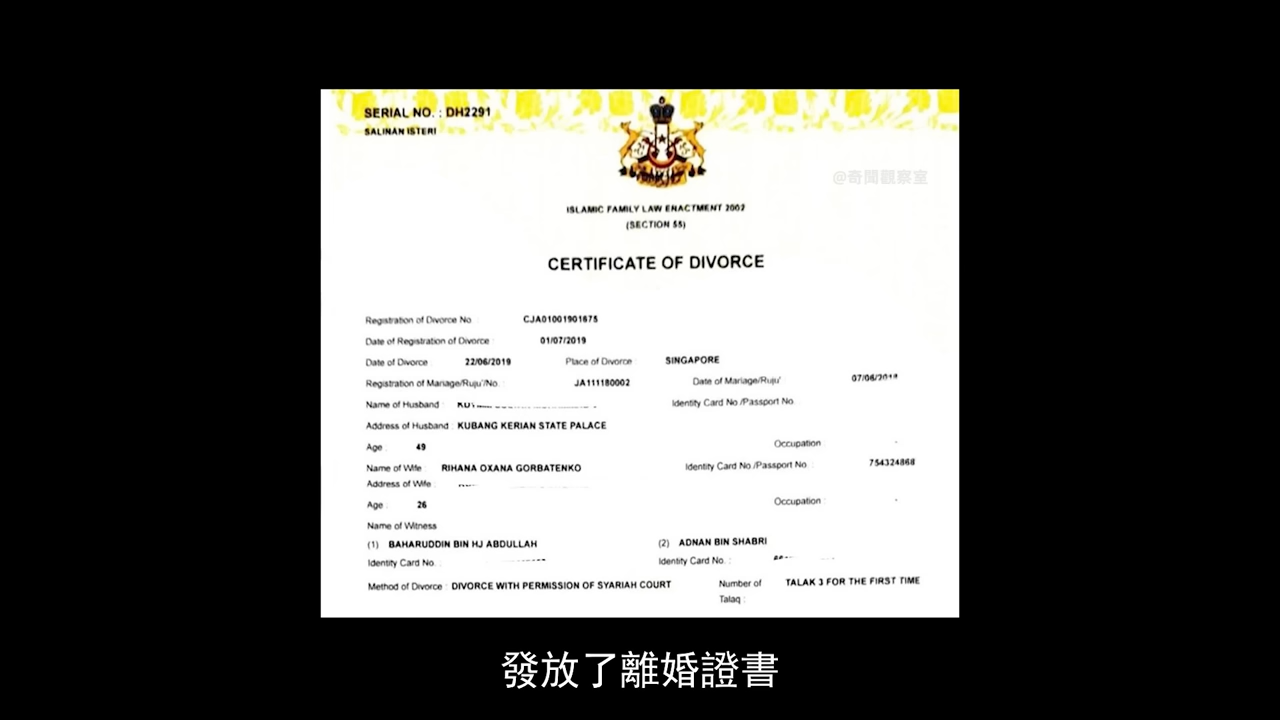 SERIAL NO. : DH2291
SALINAN ISTERI
@奇聞觀察室
ISLAMIC FAMILY LAW ENACTMENT 2002
(SECTION 55)
CERTIFICATE OF DIVORCE
Registration of Divorce No. : CJA01001901675
Date of Registration of Divorce : 01/07/2019
Date of Divorce 22/06/2019 Place of Divorce : SINGAPORE
Registration of Mariage/Ruju'/No. : JA111180002 Date of Mariage/Ruju' 07/06/2018
Name of Husband : Identity Card No./Passport No.
Address of Husband : KUBANG KERIAN STATE PALACE
Age : 49 Occupation -
Name of Wife : RIHANA OXANA GORBATENKO Identity Card No./Passport No. : 754324868
Address of Wife :
Age : 26 Occupation : -
Name of Witness
(1) BAHARUDDIN BIN HJ ABDULLAH (2) ADNAN BIN SHABRI
Identity Card No. : Identity Card No. :
Method of Divorce : DIVORCE WITH PERMISSION OF SYARIAH COURT Number of Talaq : TALAK 3 FOR THE FIRST TIME
發放了離婚證書